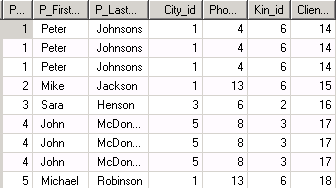 P... P_First... P_Last... City_id Pho... Kin_id Clien...
1 Peter Johnsons 1 4 6 14
1 Peter Johnsons 1 4 6 14
1 Peter Johnsons 1 4 6 14
2 Mike Jackson 1 13 6 15
3 Sara Henson 3 6 2 16
4 John McDon... 5 8 3 17
4 John McDon... 5 8 3 17
4 John McDon... 5 8 3 17
5 Michael Robinson 1 13 6 18